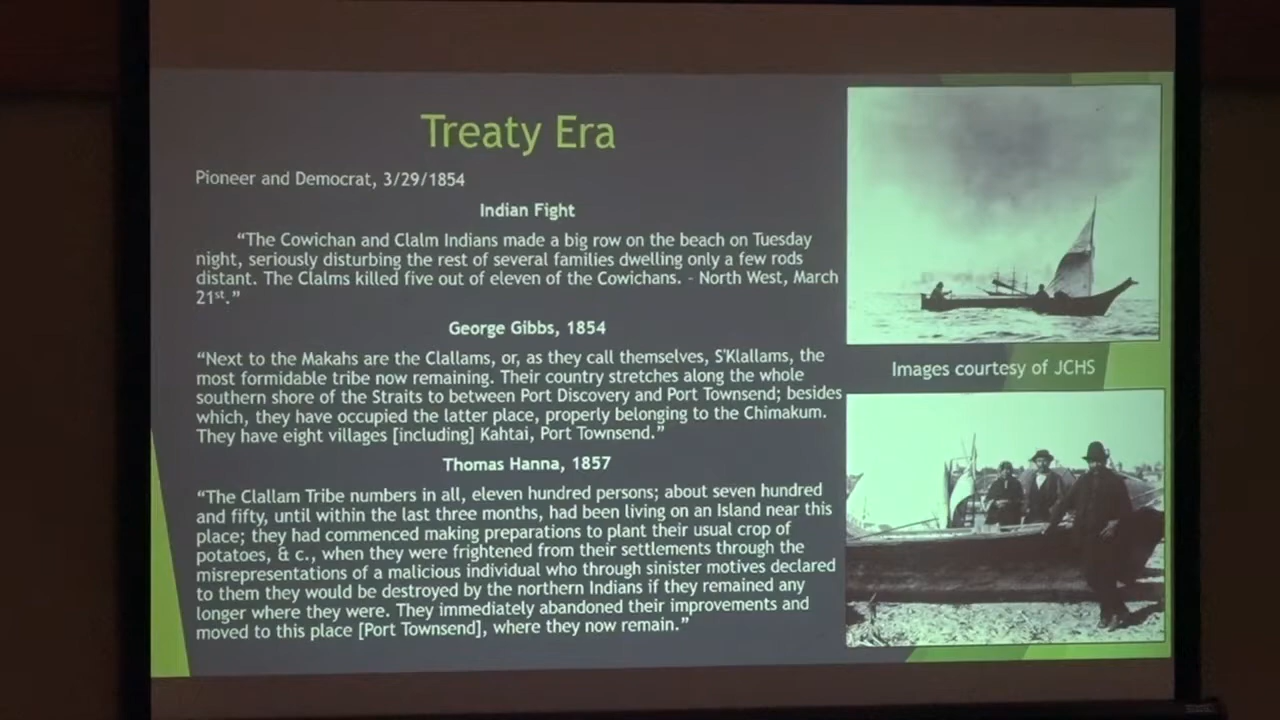 Treaty Era
Pioneer and Democrat, 3/29/1854
Indian Fight
“The Cowichan and Clalm Indians made a big row on the beach on Tuesday
night, seriously disturbing the rest of several families dwelling only a few rods
distant. The Clalms killed five out of eleven of the Cowichans. - North West, March
21st.”
George Gibbs, 1854
“Next to the Makahs are the Clallams, or, as they call themselves, S'Klallams, the
most formidable tribe now remaining. Their country stretches along the whole
southern shore of the Straits to between Port Discovery and Port Townsend; besides
which, they have occupied the latter place, properly belonging to the Chimakum.
They have eight villages [including] Kahtai, Port Townsend.”
Thomas Hanna, 1857
“The Clallam Tribe numbers in all, eleven hundred persons; about seven hundred
and fifty, until within the last three months, had been living on an Island near this
place; they had commenced making preparations to plant their usual crop of
potatoes, & c., when they were frightened from their settlements through the
misrepresentations of a malicious individual who through sinister motives declared
to them they would be destroyed by the northern Indians if they remained any
longer where they were. They immediately abandoned their improvements and
moved to this place [Port Townsend], where they now remain.”
Images courtesy of JCHS